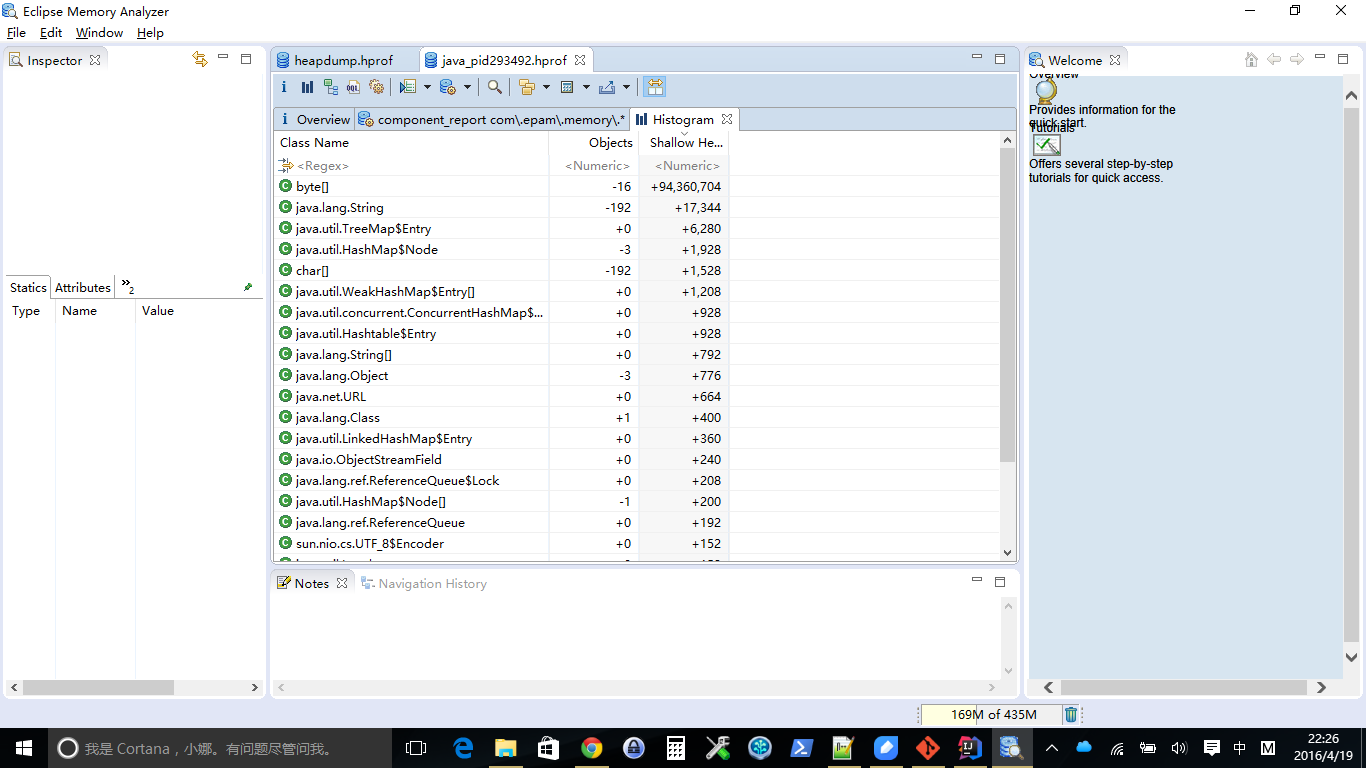 Eclipse Memory Analyzer
File Edit Window Help
Inspector
Statics Attributes »2
Type Name Value
heapdump.hprof java_pid293492.hprof
i OQL
i Overview component_report com\.epam\.memory\.* Histogram
Class Name Objects Shallow He...
<Regex> <Numeric> <Numeric>
byte[] -16 +94,360,704
java.lang.String -192 +17,344
java.util.TreeMap$Entry +0 +6,280
java.util.HashMap$Node -3 +1,928
char[] -192 +1,528
java.util.WeakHashMap$Entry[] +0 +1,208
java.util.concurrent.ConcurrentHashMap$... +0 +928
java.util.Hashtable$Entry +0 +928
java.lang.String[] +0 +792
java.lang.Object -3 +776
java.net.URL +0 +664
java.lang.Class +1 +400
java.util.LinkedHashMap$Entry +0 +360
java.io.ObjectStreamField +0 +240
java.lang.ref.ReferenceQueue$Lock +0 +208
java.util.HashMap$Node[] -1 +200
java.lang.ref.ReferenceQueue +0 +192
sun.nio.cs.UTF_8$Encoder +0 +152
Notes Navigation History
Welcome
Overview
Provides information for the
quick start.
Tutorials
Offers several step-by-step
tutorials for quick access.
169M of 435M
我是 Cortana，小娜。有问题尽管问我。
中 M
22:26
2016/4/19